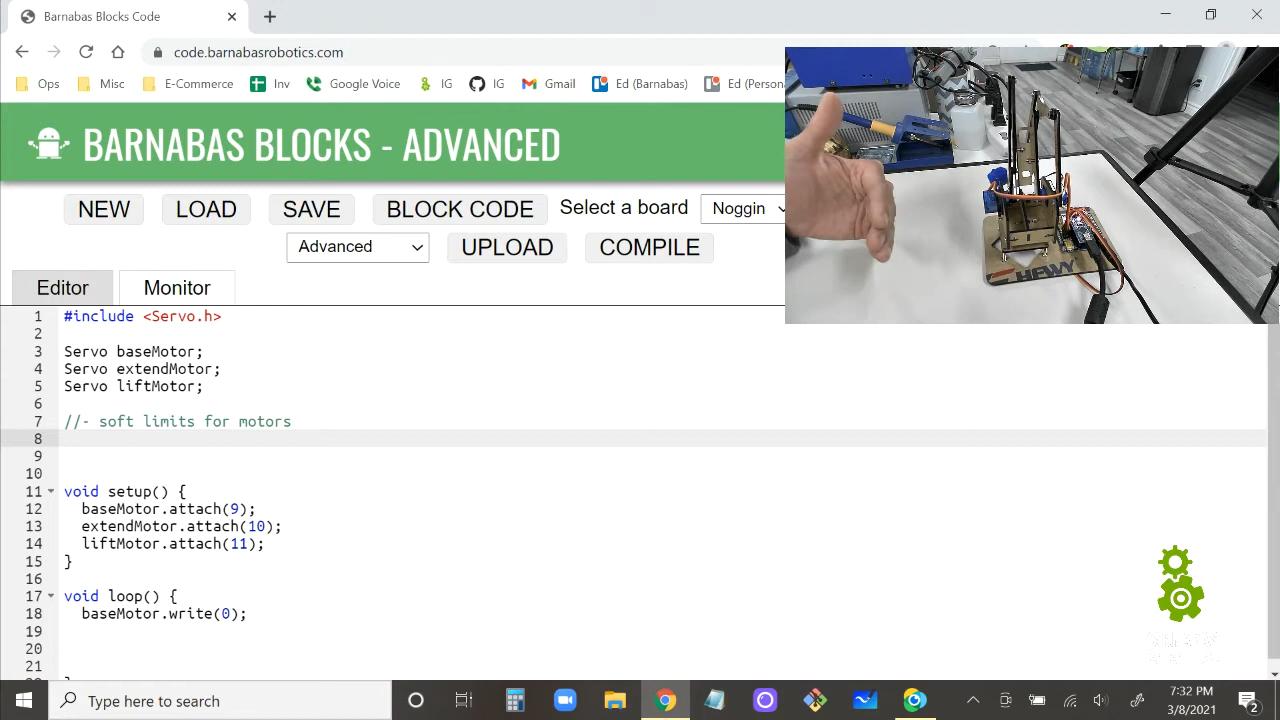 Barnabas Blocks Code
code.barnabasrobotics.com
Ops
Misc
E-Commerce
Inv
Google Voice
IG
IG
Gmail
Ed (Barnabas)
Ed (Person
BARNABAS BLOCKS - ADVANCED
NEW
LOAD
SAVE
BLOCK CODE
Select a board
Noggin
Advanced
UPLOAD
COMPILE
HEWY
Editor
Monitor
1 #include <Servo.h>
2
3 Servo baseMotor;
4 Servo extendMotor;
5 Servo liftMotor;
6
7 //- soft limits for motors
8
9
10
11 void setup() {
12 baseMotor.attach(9);
13 extendMotor.attach(10);
14 liftMotor.attach(11);
15 }
16
17 void loop() {
18 baseMotor.write(0);
19
20
21
Type here to search
7:32 PM
3/8/2021
2